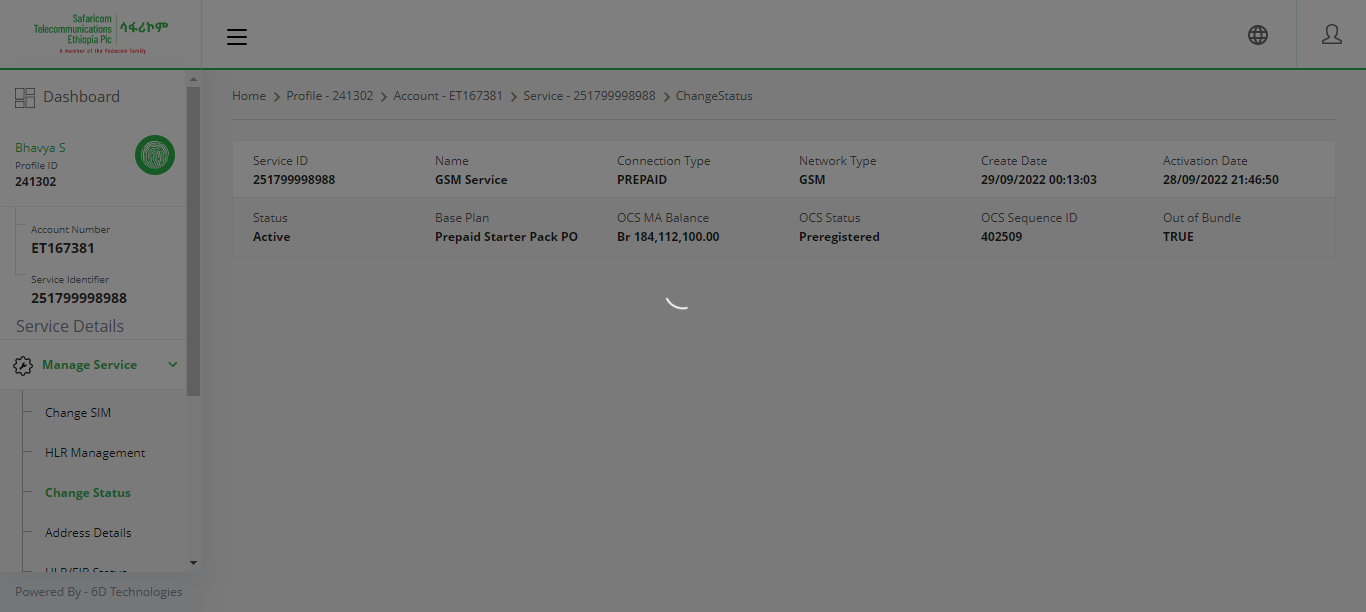 Safaricom
Telecommunications
Ethiopia Plc
ሳፋሪኮም
A member of the Vodacom family
Dashboard
Bhavya S
Profile ID
241302
Account Number
ET167381
Service Identifier
251799998988
Service Details
Manage Service
Change SIM
HLR Management
Change Status
Address Details
HLR/EIR Status
Powered By - 6D Technologies
Home > Profile - 241302 > Account - ET167381 > Service - 251799998988 > ChangeStatus
Service ID Name Connection Type Network Type Create Date Activation Date
251799998988 GSM Service PREPAID GSM 29/09/2022 00:13:03 28/09/2022 21:46:50
Status Base Plan OCS MA Balance OCS Status OCS Sequence ID Out of Bundle
Active Prepaid Starter Pack PO Br 184,112,100.00 Preregistered 402509 TRUE